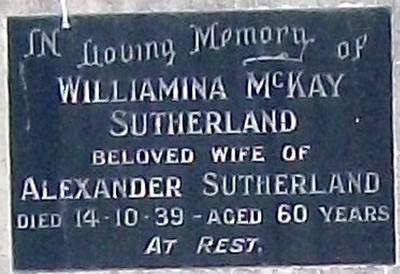 In Loving Memory of
WILLIAMINA McKAY
SUTHERLAND
BELOVED WIFE OF
ALEXANDER SUTHERLAND
DIED 14-10-39 - AGED 60 YEARS
AT REST.